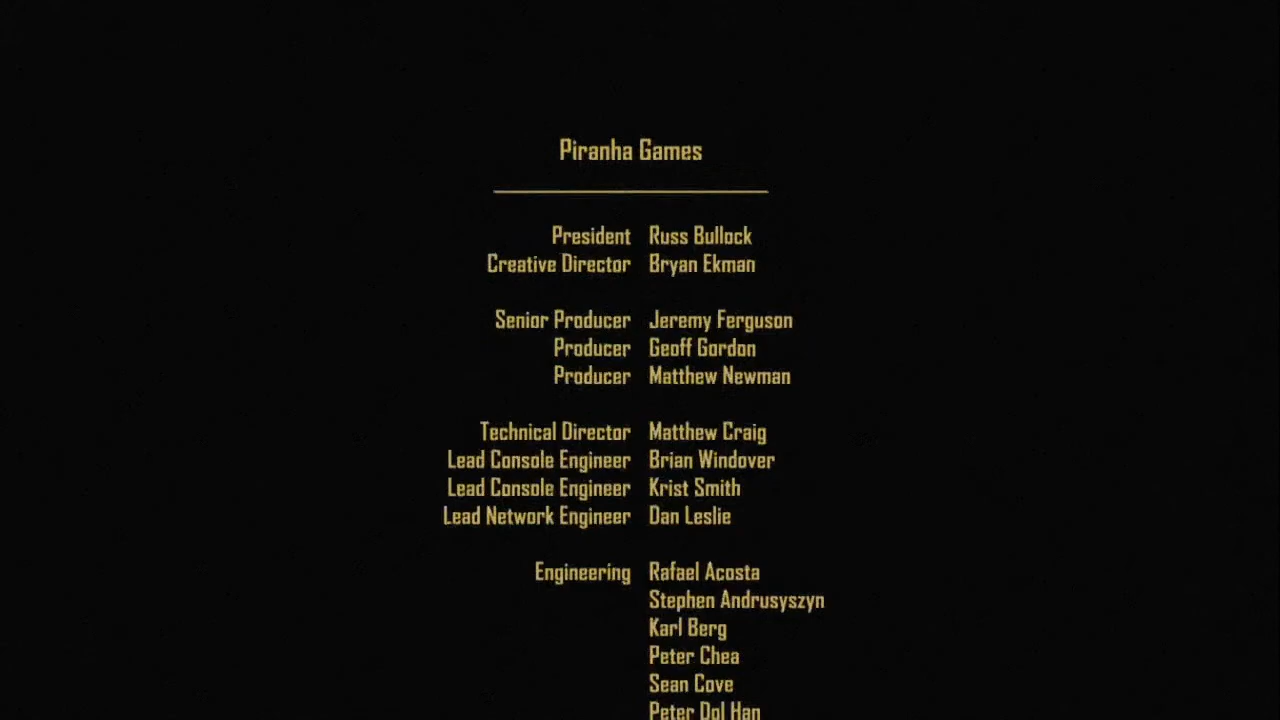 Piranha Games
President Russ Bullock
Creative Director Bryan Ekman
Senior Producer Jeremy Ferguson
Producer Geoff Gordon
Producer Matthew Newman
Technical Director Matthew Craig
Lead Console Engineer Brian Windover
Lead Console Engineer Krist Smith
Lead Network Engineer Dan Leslie
Engineering Rafael Acosta
Stephen Andrusyszyn
Karl Berg
Peter Chea
Sean Cove
Peter Dol Han